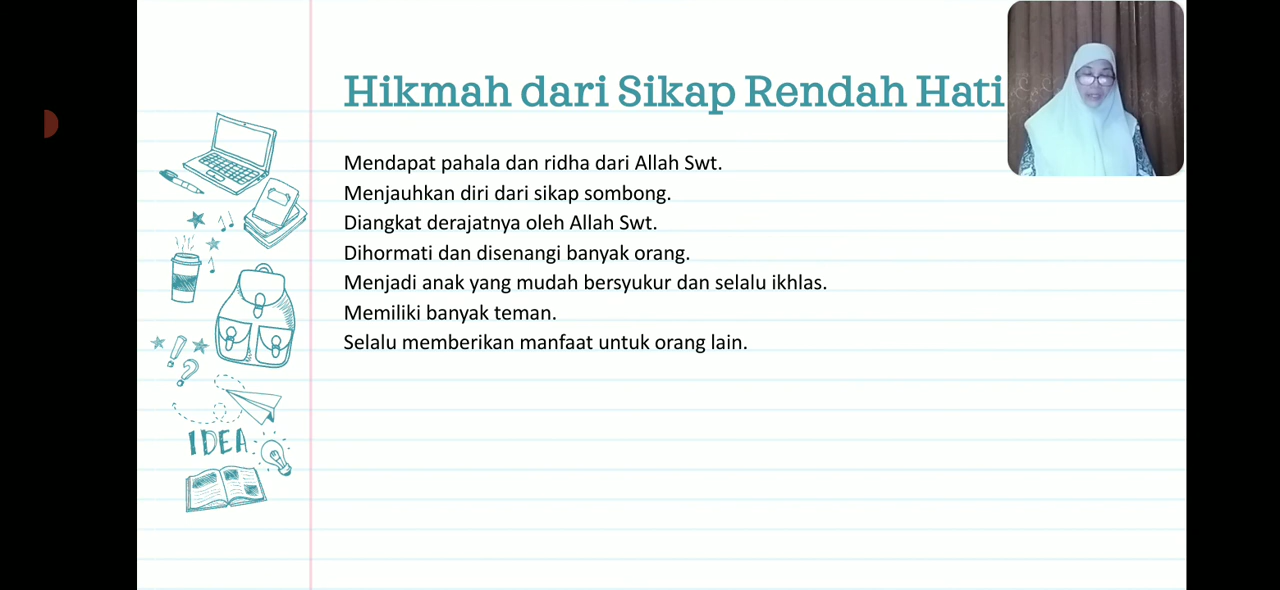 Hikmah dari Sikap Rendah Hati
Mendapat pahala dan ridha dari Allah Swt.
Menjauhkan diri dari sikap sombong.
Diangkat derajatnya oleh Allah Swt.
Dihormati dan disenangi banyak orang.
Menjadi anak yang mudah bersyukur dan selalu ikhlas.
Memiliki banyak teman.
Selalu memberikan manfaat untuk orang lain.
IDEA